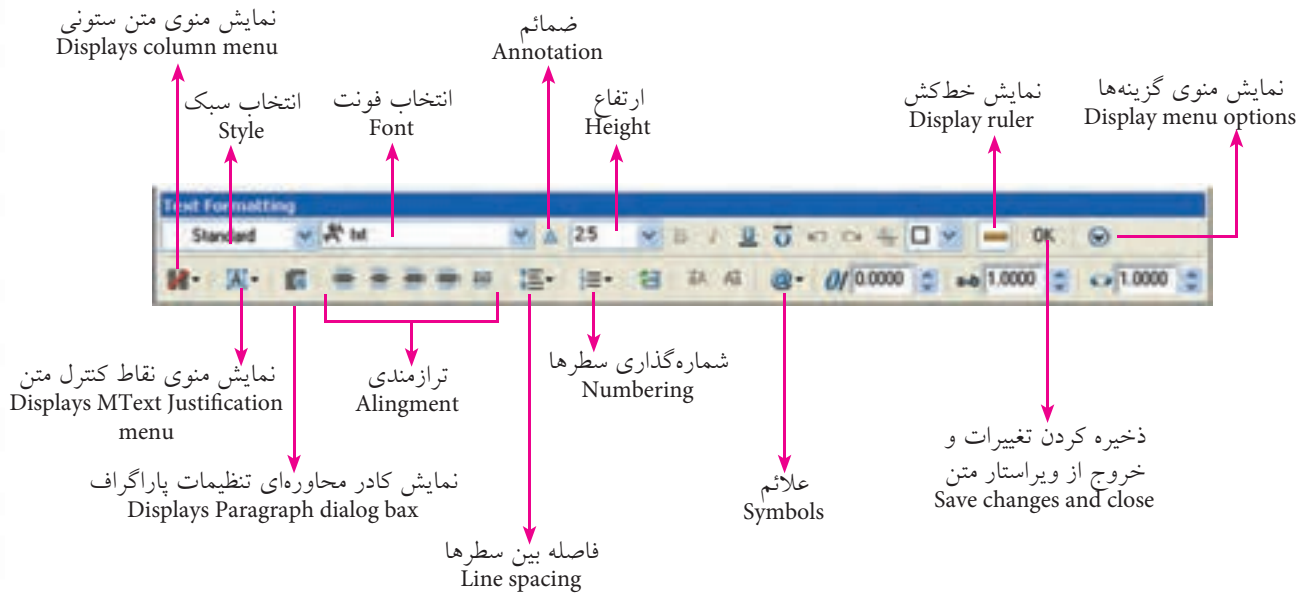 نمایش منوی متن ستونی
Displays column menu
انتخاب سبک
Style
انتخاب فونت
Font
ضمائم
Annotation
ارتفاع
Height
نمایش خط‌کش
Display ruler
نمایش منوی گزینه‌ها
Display menu options
Text Formatting
Standard txt 2.5 B I U O OK
@ 0/ 0.0000 a-b 1.0000 1.0000
نمایش منوی نقاط کنترل متن
Displays MText Justification
menu
نمایش کادر محاوره‌ای تنظیمات پاراگراف
Displays Paragraph dialog bax
ترازمندی
Alingment
فاصله بین سطرها
Line spacing
شماره‌گذاری سطرها
Numbering
علائم
Symbols
ذخیره کردن تغییرات و
خروج از ویراستار متن
Save changes and close